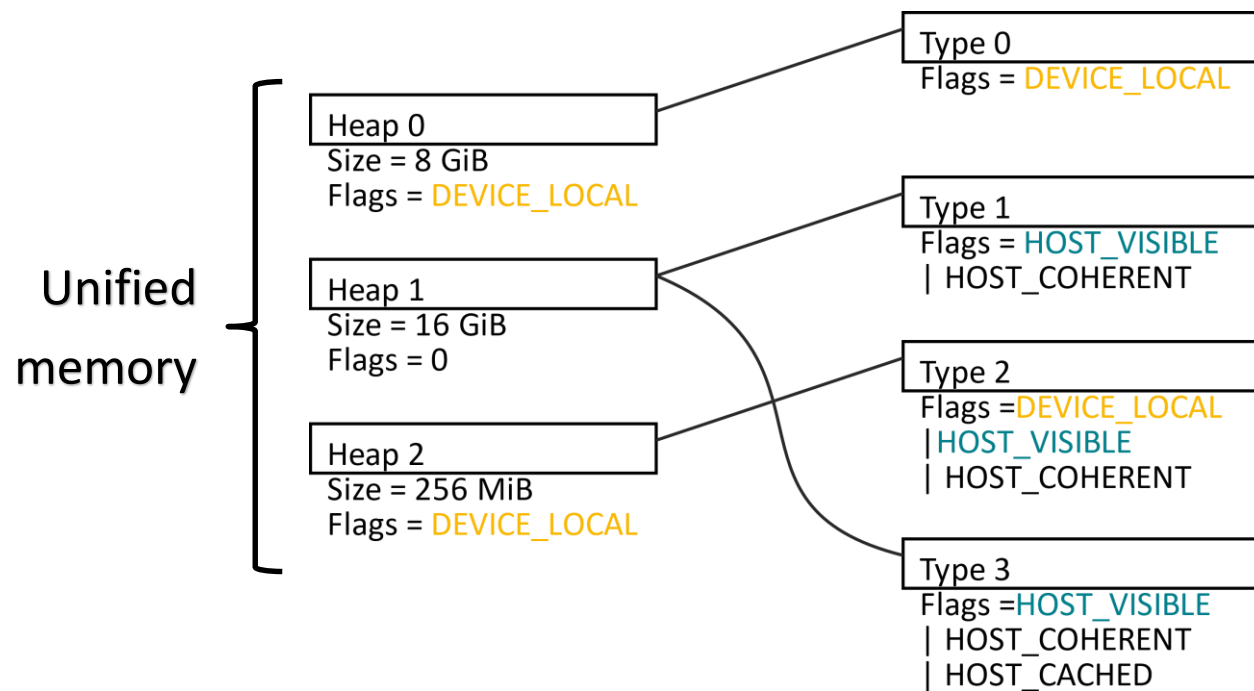 Unified
memory
Heap 0
Size = 8 GiB
Flags = DEVICE_LOCAL
Heap 1
Size = 16 GiB
Flags = 0
Heap 2
Size = 256 MiB
Flags = DEVICE_LOCAL
Type 0
Flags = DEVICE_LOCAL
Type 1
Flags = HOST_VISIBLE
| HOST_COHERENT
Type 2
Flags =DEVICE_LOCAL
|HOST_VISIBLE
| HOST_COHERENT
Type 3
Flags =HOST_VISIBLE
| HOST_COHERENT
| HOST_CACHED